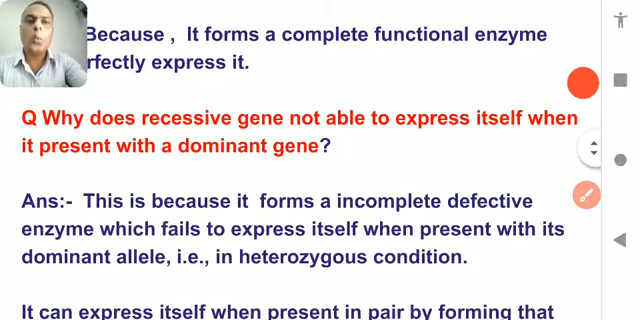 Because , It forms a complete functional enzyme
rfectly express it.
Q Why does recessive gene not able to express itself when
it present with a dominant gene?
Ans:- This is because it forms a incomplete defective
enzyme which fails to express itself when present with its
dominant allele, i.e., in heterozygous condition.
It can express itself when present in pair by forming that